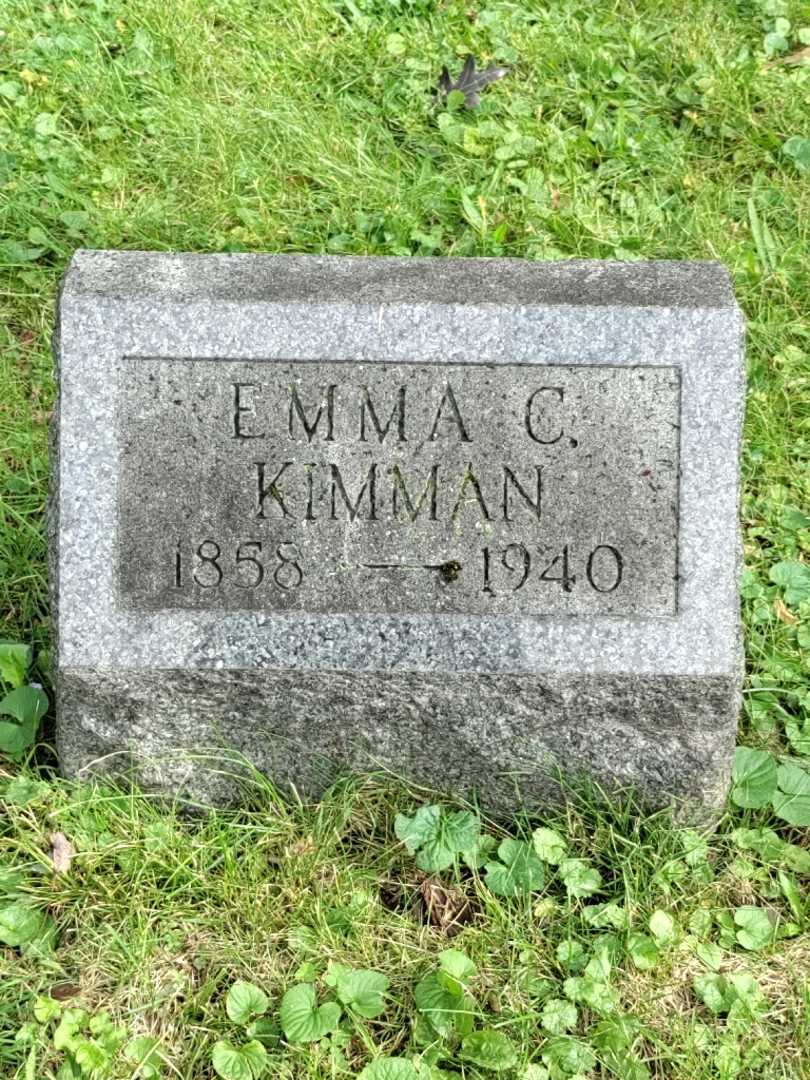 EMMA C.
KIMMAN
1858 — 1940